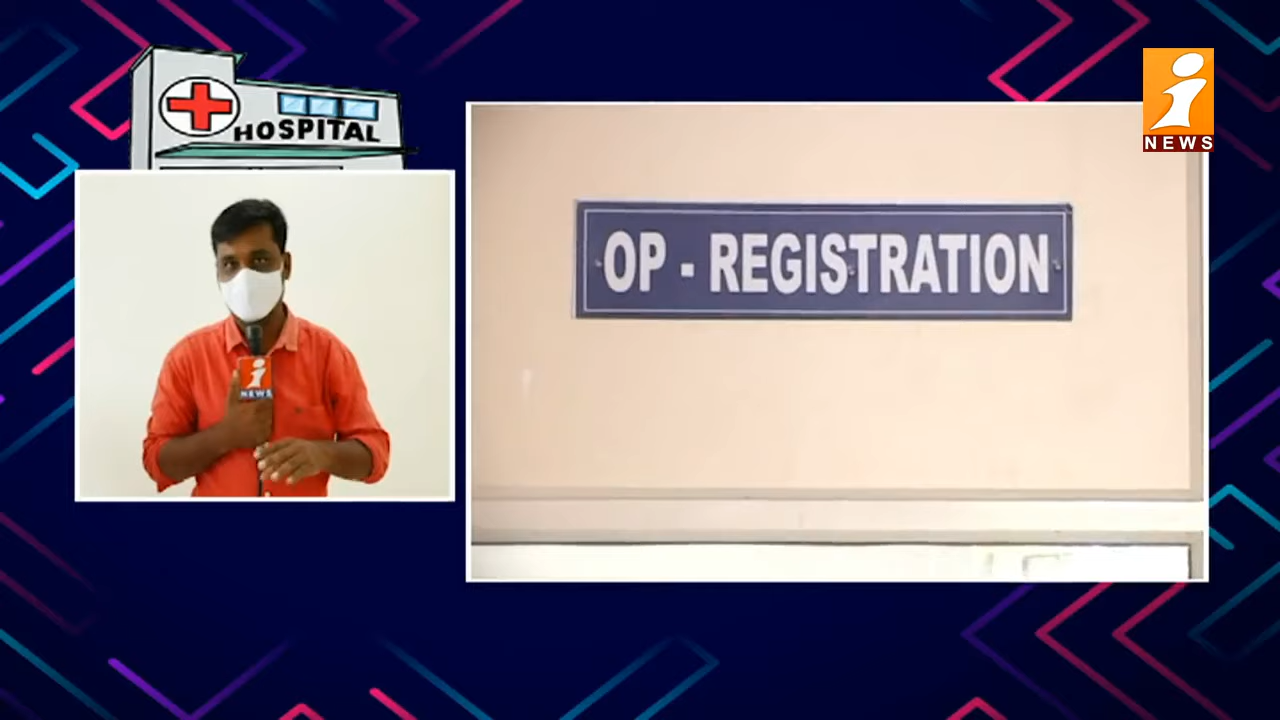 HOSPITAL
i
NEWS
OP - REGISTRATION
i
NEWS